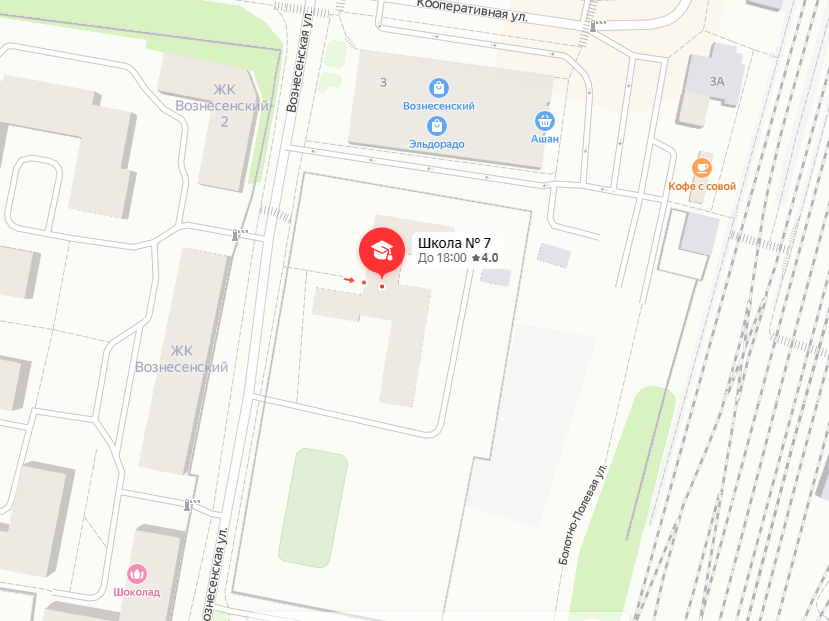 Кооперативная ул.
Вознесенская ул.
ЖК
Вознесенский-
2
3
Вознесенский
Эльдорадо
Ашан
3А
Кофе с совой
Школа № 7
До 18:00 ★4.0
ЖК
Вознесенский
Болотно-Полевая ул.
Вознесенская ул.
Шоколад